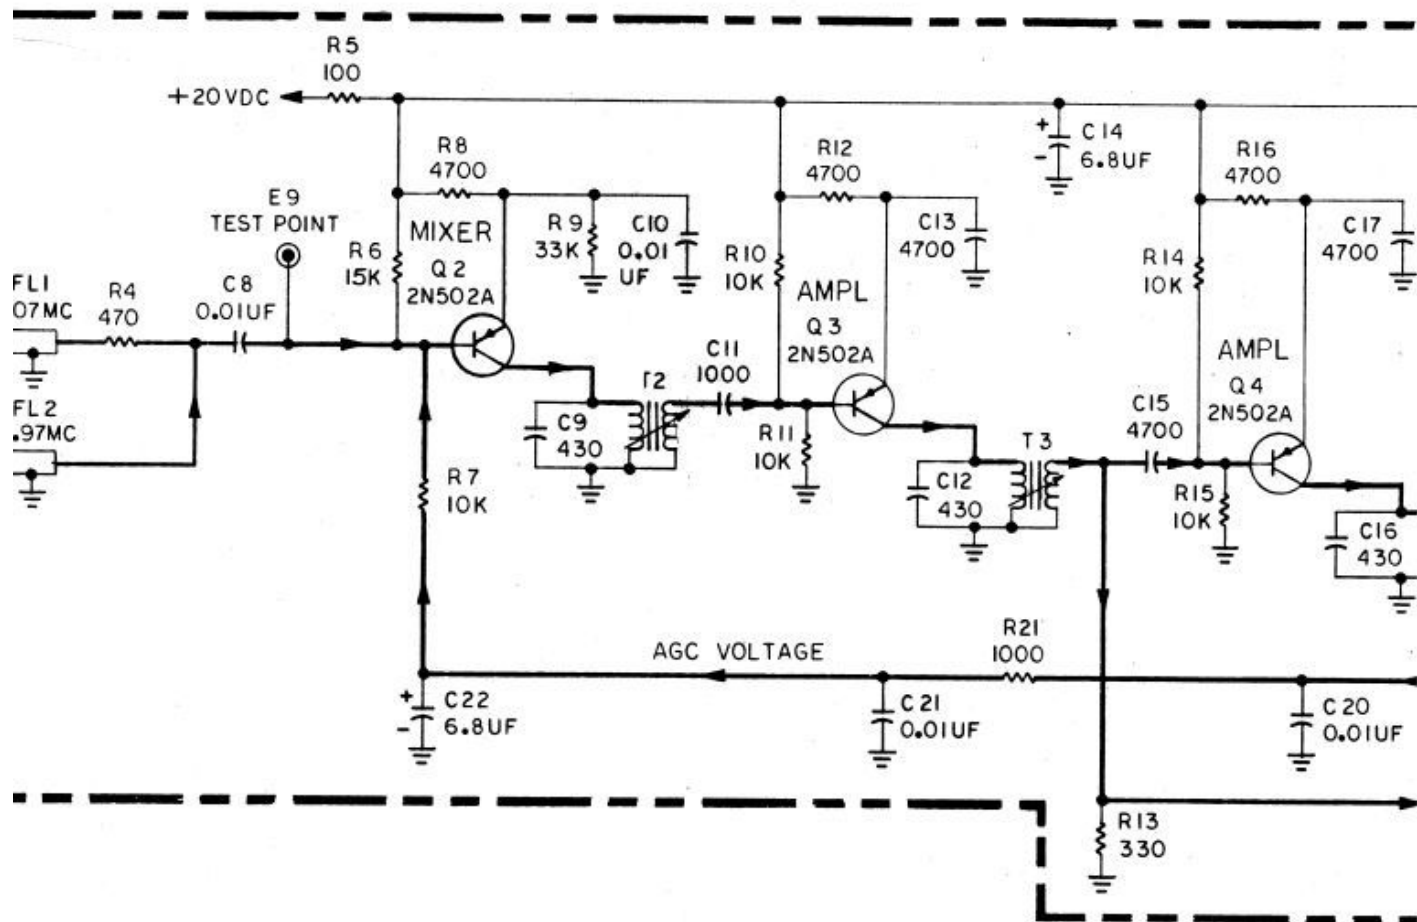 R5
100
+20VDC
R8
4700
E9
TEST POINT
MIXER
Q2
2N502A
R6
15K
R9
33K
C10
0.01
UF
R12
4700
C13
4700
R10
10K
AMPL
Q3
2N502A
+
-
C14
6.8UF
R16
4700
C17
4700
R14
10K
AMPL
Q4
2N502A
FL1
07MC
R4
470
C8
0.01UF
FL2
.97MC
C9
430
T2
C11
1000
R11
10K
R7
10K
C12
430
T3
C15
4700
R15
10K
C16
430
AGC VOLTAGE
R21
1000
+
-
C22
6.8UF
C21
0.01UF
C20
0.01UF
R13
330